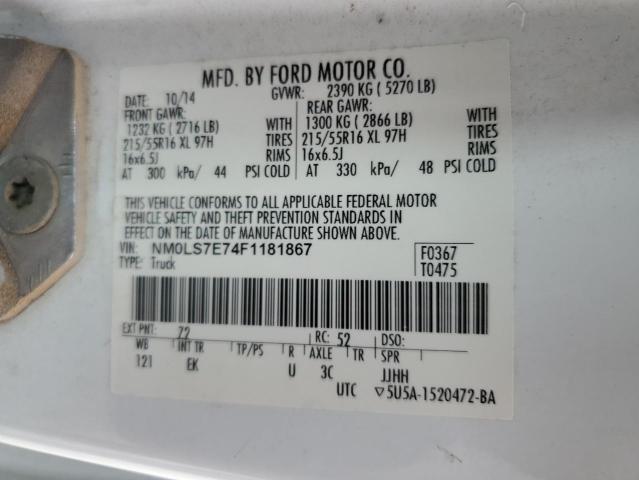 MFD. BY FORD MOTOR CO.
DATE: 10/14 GVWR: 2390 KG ( 5270 LB)
FRONT GAWR: REAR GAWR:
1232 KG ( 2716 LB) WITH 1300 KG ( 2866 LB) WITH
215/55R16 XL 97H TIRES 215/55R16 XL 97H TIRES
16x6.5J RIMS 16x6.5J RIMS
AT 300 kPa/ 44 PSI COLD AT 330 kPa/ 48 PSI COLD
THIS VEHICLE CONFORMS TO ALL APPLICABLE FEDERAL MOTOR
VEHICLE SAFETY AND THEFT PREVENTION STANDARDS IN
EFFECT ON THE DATE OF MANUFACTURE SHOWN ABOVE.
VIN: NM0LS7E74F1181867 F0367
TYPE: Truck T0475
EXT PNT: Z2 RC: 52 DSO:
WB INT TR TP/PS R AXLE TR SPR
121 EK U 3C JJHH
UTC ▽5U5A-1520472-BA